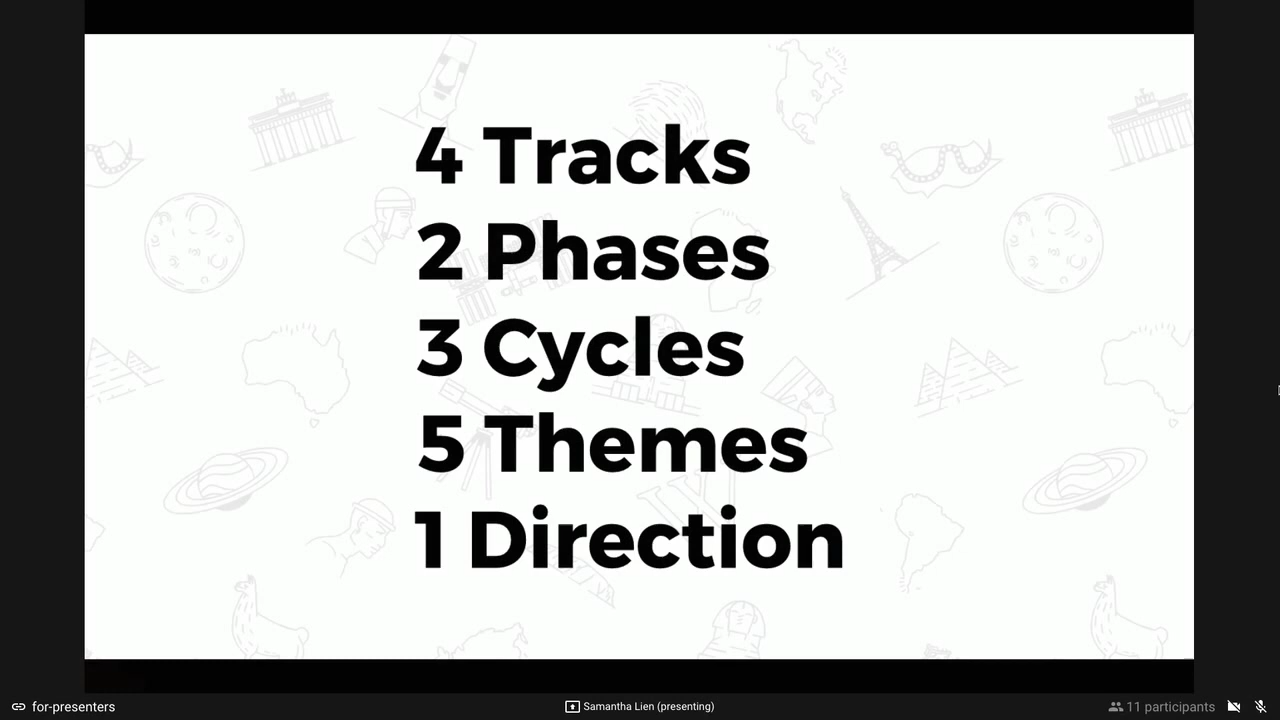 4 Tracks
2 Phases
3 Cycles
5 Themes
1 Direction
for-presenters
Samantha Lien (presenting)
11 participants